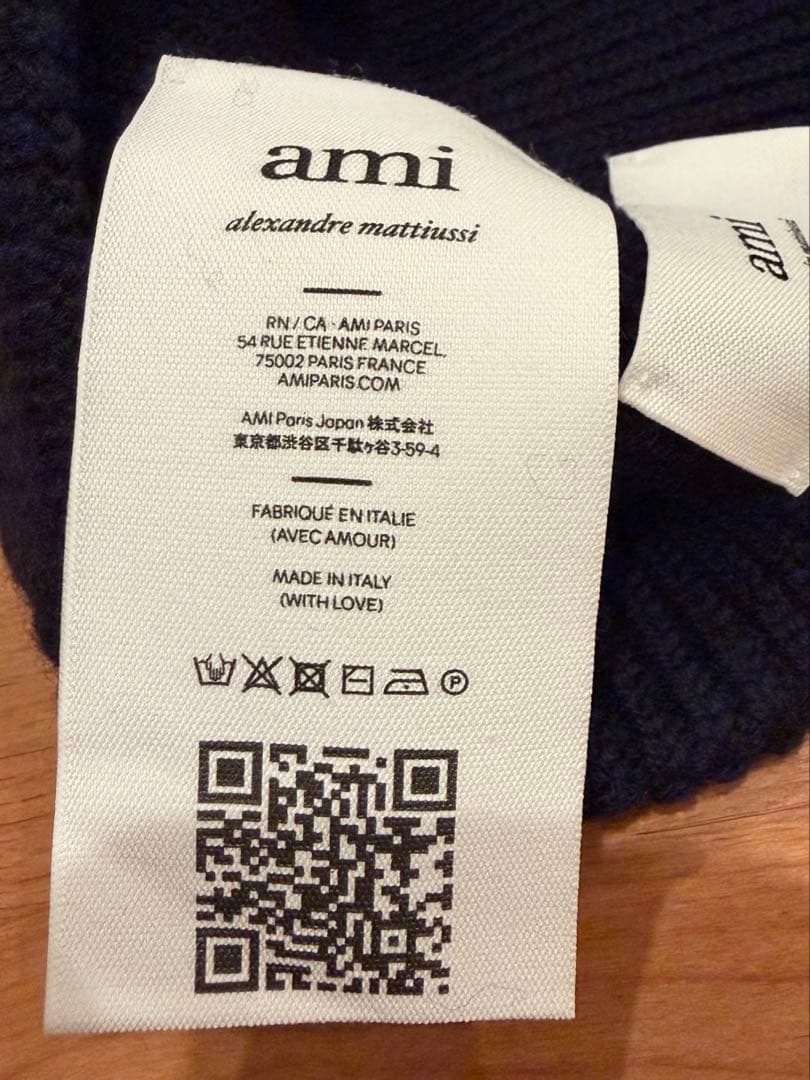 ami
alexandre mattiussi
RN / CA - AMI PARIS
54 RUE ETIENNE MARCEL,
75002 PARIS FRANCE
AMIPARIS.COM
AMI Paris Japan 株式会社
東京都渋谷区千駄ヶ谷3-59-4
FABRIQUÉ EN ITALIE
(AVEC AMOUR)
MADE IN ITALY
(WITH LOVE)
P
ami